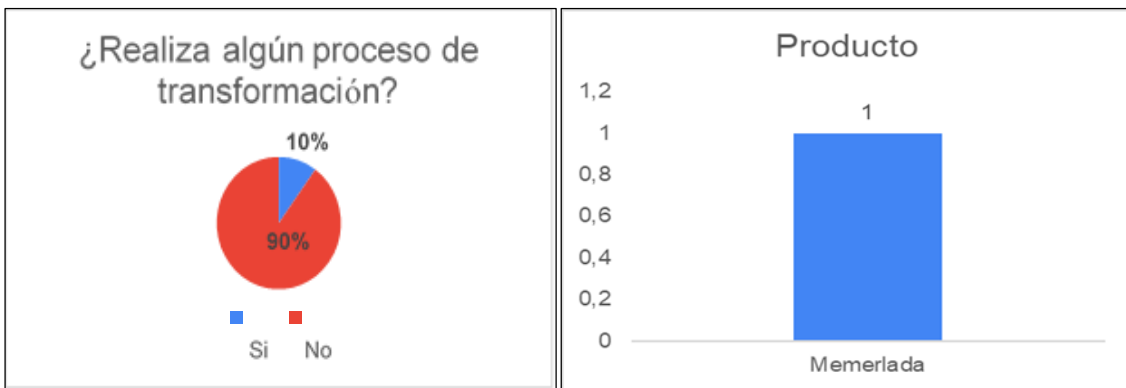 ¿Realiza algún proceso de
transformación?
10%
90%
Si No
Producto
1,2
1
0,8
0,6
0,4
0,2
0
1
Memerlada